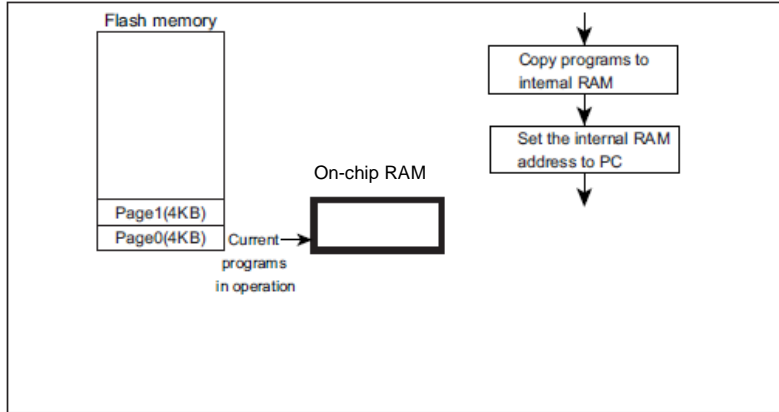 Flash memory
Page1(4KB)
Page0(4KB)
Current
programs
in operation
On-chip RAM
Copy programs to
internal RAM
Set the internal RAM
address to PC